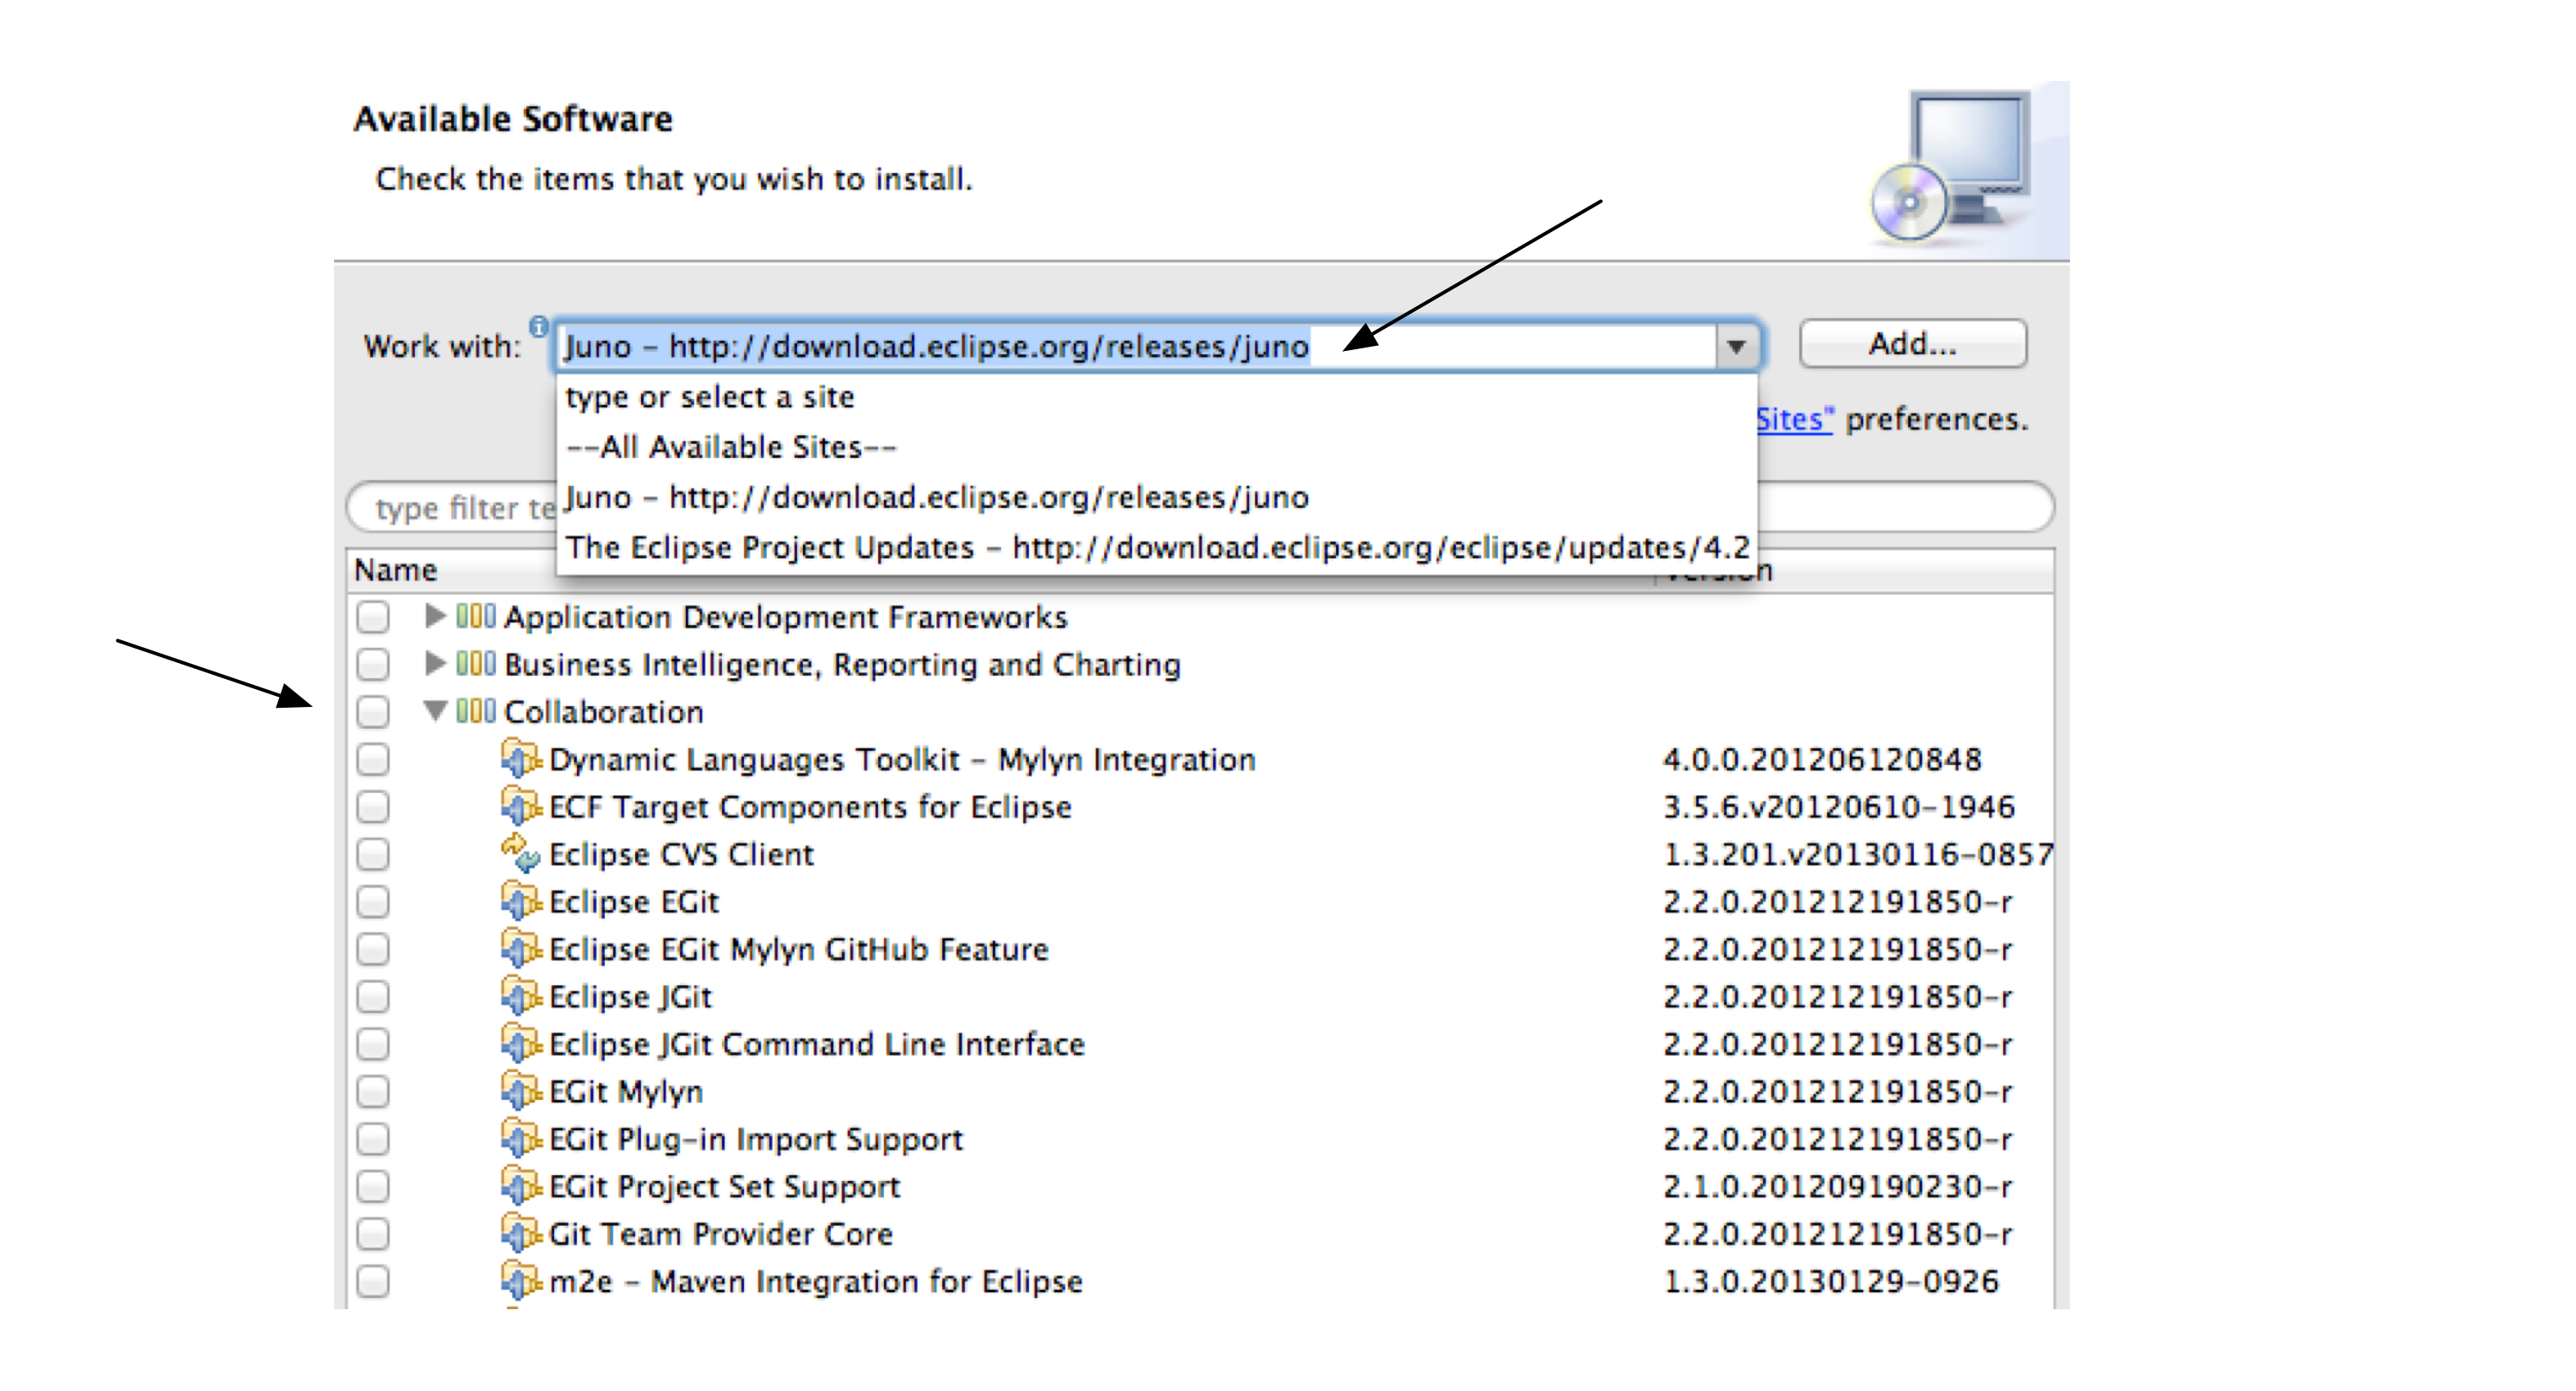 Available Software
Check the items that you wish to install.
Work with: Juno – http://download.eclipse.org/releases/juno Add...
type or select a site
Sites" preferences.
--All Available Sites--
Juno – http://download.eclipse.org/releases/juno
type filter te
The Eclipse Project Updates – http://download.eclipse.org/eclipse/updates/4.2
Name Version
Application Development Frameworks
Business Intelligence, Reporting and Charting
Collaboration
Dynamic Languages Toolkit – Mylyn Integration 4.0.0.201206120848
ECF Target Components for Eclipse 3.5.6.v20120610–1946
Eclipse CVS Client 1.3.201.v20130116–0857
Eclipse EGit 2.2.0.201212191850–r
Eclipse EGit Mylyn GitHub Feature 2.2.0.201212191850–r
Eclipse JGit 2.2.0.201212191850–r
Eclipse JGit Command Line Interface 2.2.0.201212191850–r
EGit Mylyn 2.2.0.201212191850–r
EGit Plug–in Import Support 2.2.0.201212191850–r
EGit Project Set Support 2.1.0.201209190230–r
Git Team Provider Core 2.2.0.201212191850–r
m2e – Maven Integration for Eclipse 1.3.0.20130129–0926